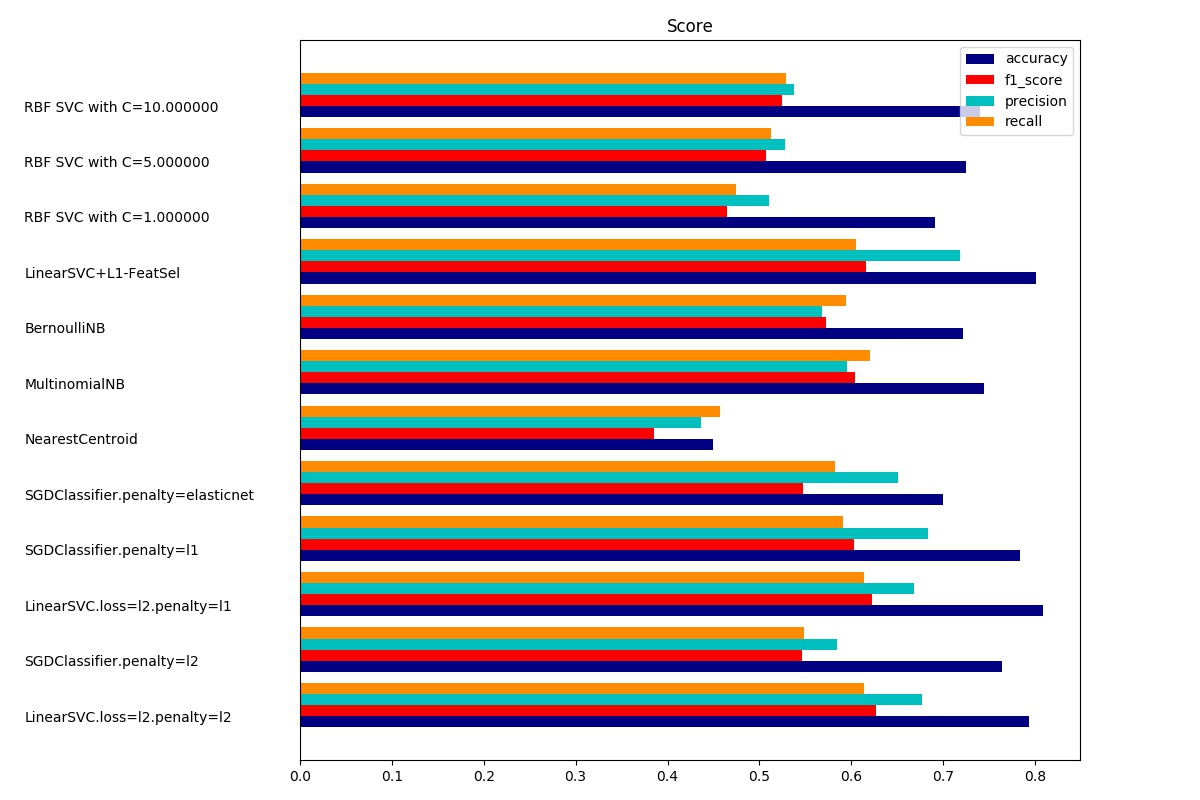 Score
accuracy
f1_score
precision
recall
RBF SVC with C=10.000000
RBF SVC with C=5.000000
RBF SVC with C=1.000000
LinearSVC+L1-FeatSel
BernoulliNB
MultinomialNB
NearestCentroid
SGDClassifier.penalty=elasticnet
SGDClassifier.penalty=l1
LinearSVC.loss=l2.penalty=l1
SGDClassifier.penalty=l2
LinearSVC.loss=l2.penalty=l2
0.0 0.1 0.2 0.3 0.4 0.5 0.6 0.7 0.8